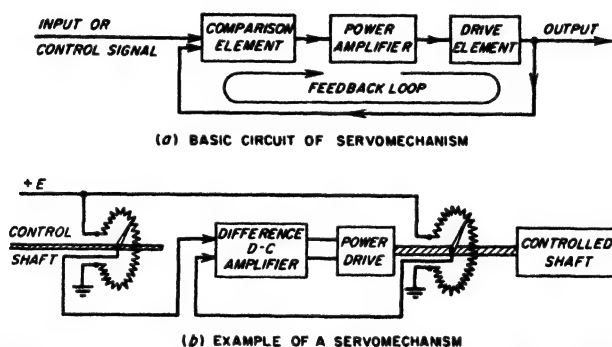 INPUT OR
CONTROL SIGNAL
COMPARISON
ELEMENT
POWER
AMPLIFIER
DRIVE
ELEMENT
OUTPUT
FEEDBACK LOOP
(a) BASIC CIRCUIT OF SERVOMECHANISM
+E
CONTROL
SHAFT
DIFFERENCE
D-C
AMPLIFIER
POWER
DRIVE
CONTROLLED
SHAFT
(b) EXAMPLE OF A SERVOMECHANISM